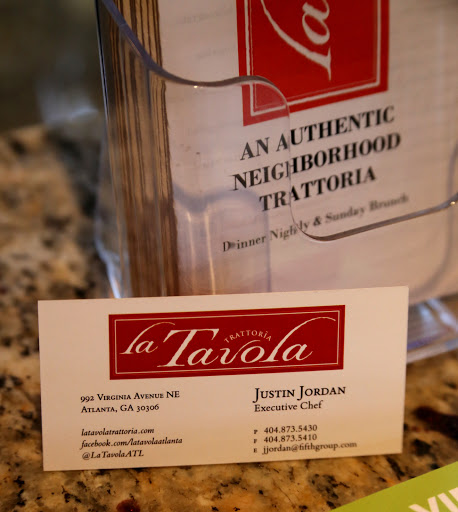 la
AN AUTHENTIC
NEIGHBORHOOD
TRATTORIA
Dinner Nightly & Sunday Brunch
la Tavola
TRATTORIA
992 VIRGINIA AVENUE NE
ATLANTA, GA 30306
latavolatrattoria.com
facebook.com/latavolaatlanta
@LaTavolaATL
JUSTIN JORDAN
Executive Chef
P 404.873.5430
F 404.873.5410
E jjordan@fifthgroup.com